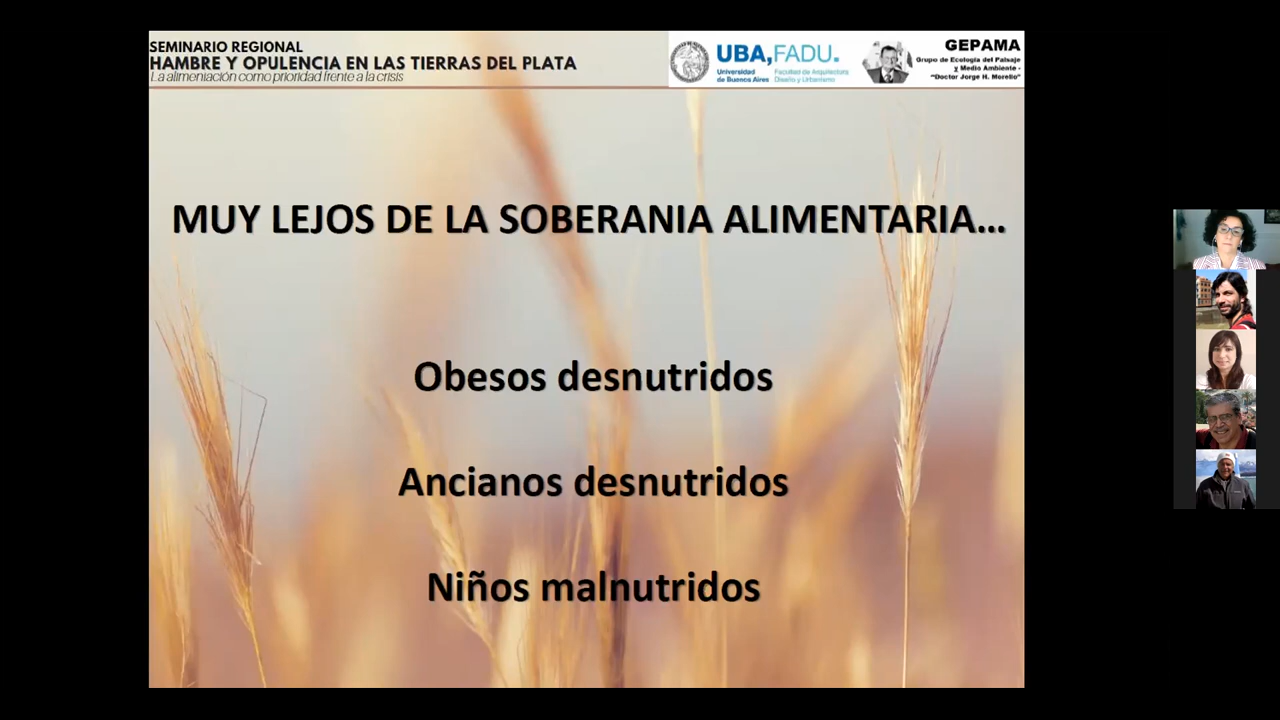 SEMINARIO REGIONAL
HAMBRE Y OPULENCIA EN LAS TIERRAS DEL PLATA
La alimentación como prioridad frente a la crisis
UBA, FADU.
Universidad de Buenos Aires
Facultad de Arquitectura Diseño y Urbanismo
GEPAMA
Grupo de Ecología del Paisaje
y Medio Ambiente -
"Doctor Jorge H. Morello"
MUY LEJOS DE LA SOBERANIA ALIMENTARIA...
Obesos desnutridos
Ancianos desnutridos
Niños malnutridos